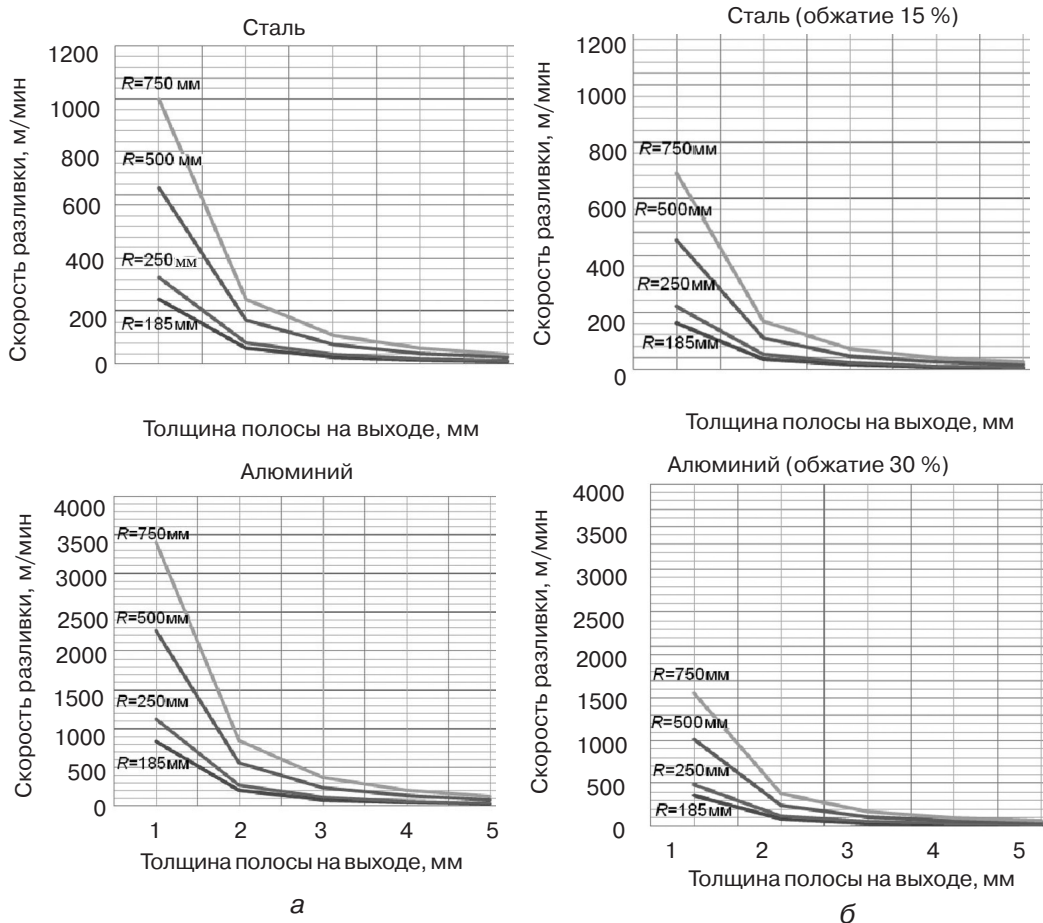 Сталь
Скорость разливки, м/мин
1200
1000
800
600
400
200
0
R=750 мм
R=500 мм
R=250 мм
R=185мм
Толщина полосы на выходе, мм
Сталь (обжатие 15 %)
Скорость разливки, м/мин
1200
1000
800
600
400
200
0
R=750мм
R=500мм
R=250мм
R=185мм
Толщина полосы на выходе, мм
Алюминий
Скорость разливки, м/мин
4000
3500
3000
2500
2000
1500
1000
500
0
R=750мм
R=500мм
R=250мм
R=185мм
1 2 3 4 5
Толщина полосы на выходе, мм
а
Алюминий (обжатие 30 %)
Скорость разливки, м/мин
4000
3500
3000
2500
2000
1500
1000
500
0
R=750мм
R=500мм
R=250мм
R=185мм
1 2 3 4 5
Толщина полосы на выходе, мм
б